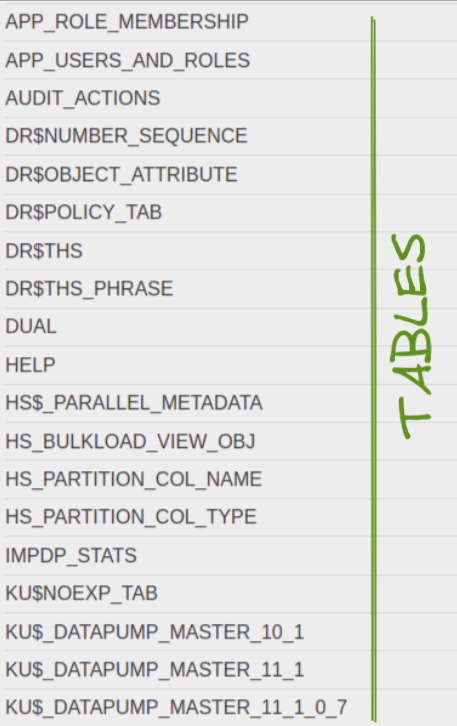 APP_ROLE_MEMBERSHIP
APP_USERS_AND_ROLES
AUDIT_ACTIONS
DR$NUMBER_SEQUENCE
DR$OBJECT_ATTRIBUTE
DR$POLICY_TAB
DR$THS
DR$THS_PHRASE
DUAL
HELP
HS$_PARALLEL_METADATA
HS_BULKLOAD_VIEW_OBJ
HS_PARTITION_COL_NAME
HS_PARTITION_COL_TYPE
IMPDP_STATS
KU$NOEXP_TAB
KU$_DATAPUMP_MASTER_10_1
KU$_DATAPUMP_MASTER_11_1
KU$_DATAPUMP_MASTER_11_1_0_7
TABLES